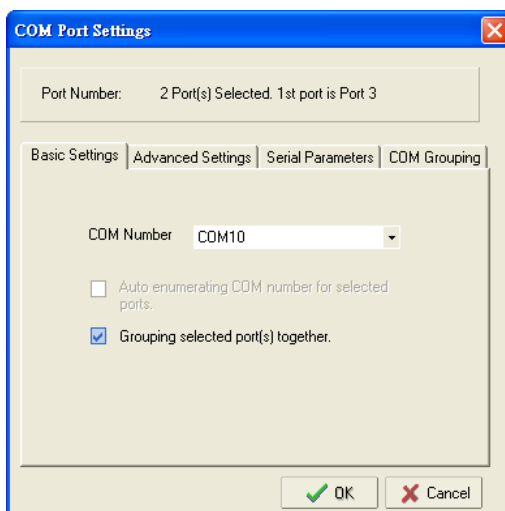 COM Port Settings
Port Number: 2 Port(s) Selected. 1st port is Port 3
Basic Settings Advanced Settings Serial Parameters COM Grouping
COM Number COM10
Auto enumerating COM number for selected
ports.
Grouping selected port(s) together.
OK Cancel